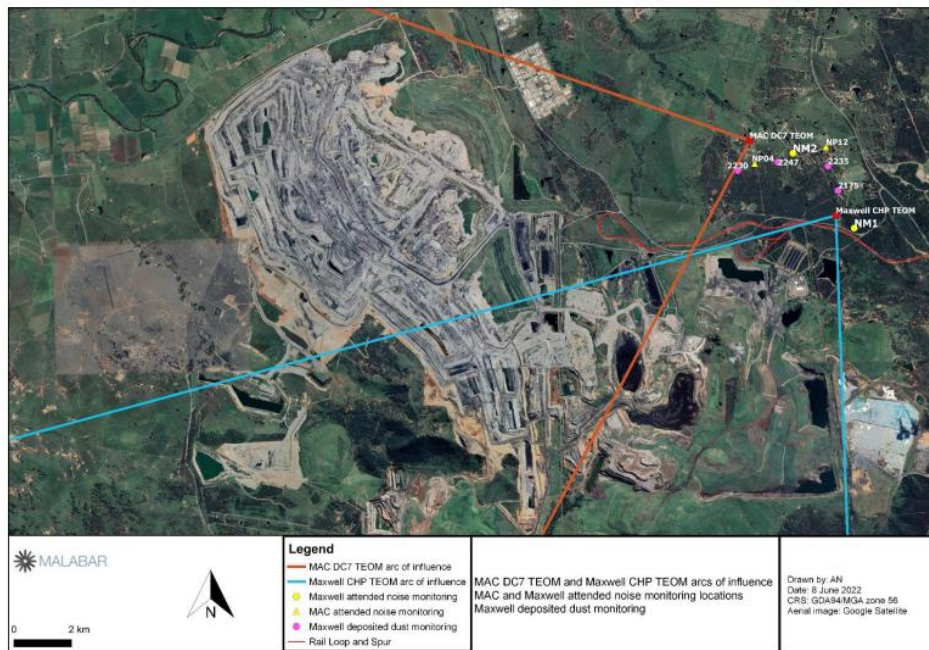 MAC DC7 TEOM
NP12
NM2
NP04
2247
2235
2230
2175
Maxwell CHP TEOM
NM1
MALABAR
N
0 2 km
Legend
MAC DC7 TEOM arc of influence
Maxwell CHP TEOM arc of influence
Maxwell attended noise monitoring
MAC attended noise monitoring
Maxwell deposited dust monitoring
Rail Loop and Spur
MAC DC7 TEOM and Maxwell CHP TEOM arcs of influence
MAC and Maxwell attended noise monitoring locations
Maxwell deposited dust monitoring
Drawn by: AN
Date: 8 June 2022
CRS: GDA94/MGA zone 56
Aerial image: Google Satellite